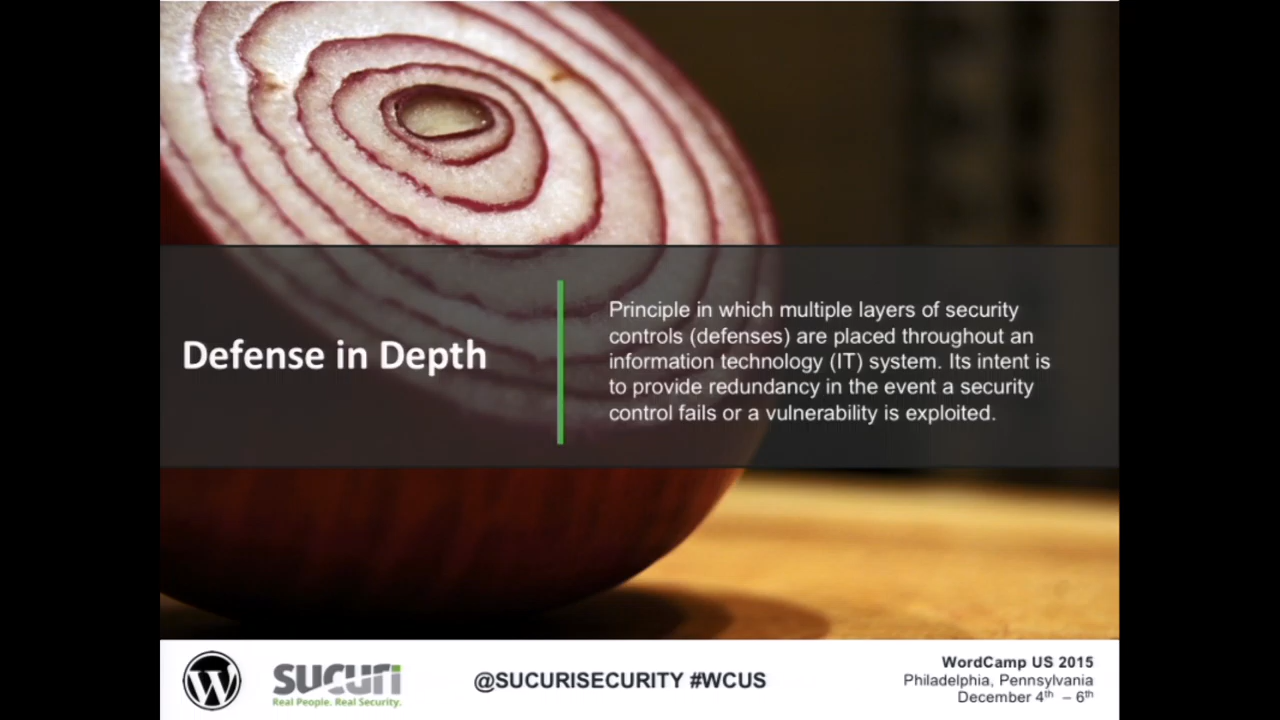 Defense in Depth
Principle in which multiple layers of security
controls (defenses) are placed throughout an
information technology (IT) system. Its intent is
to provide redundancy in the event a security
control fails or a vulnerability is exploited.
W
SUCURI
Real People. Real Security.
@SUCURISECURITY #WCUS
WordCamp US 2015
Philadelphia, Pennsylvania
December 4th – 6th